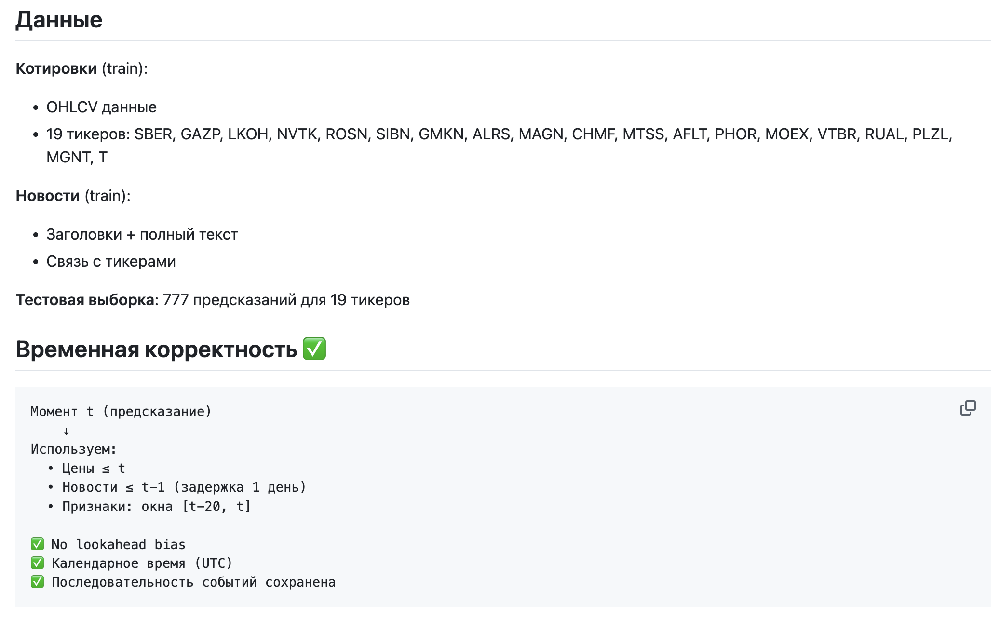 Данные
Котировки (train):
• OHLCV данные
• 19 тикеров: SBER, GAZP, LKOH, NVTK, ROSN, SIBN, GMKN, ALRS, MAGN, CHMF, MTSS, AFLT, PHOR, MOEX, VTBR, RUAL, PLZL,
MGNT, T
Новости (train):
• Заголовки + полный текст
• Связь с тикерами
Тестовая выборка: 777 предсказаний для 19 тикеров
Временная корректность ✅
Момент t (предсказание)
↓
Используем:
• Цены ≤ t
• Новости ≤ t−1 (задержка 1 день)
• Признаки: окна [t−20, t]
✅ No lookahead bias
✅ Календарное время (UTC)
✅ Последовательность событий сохранена